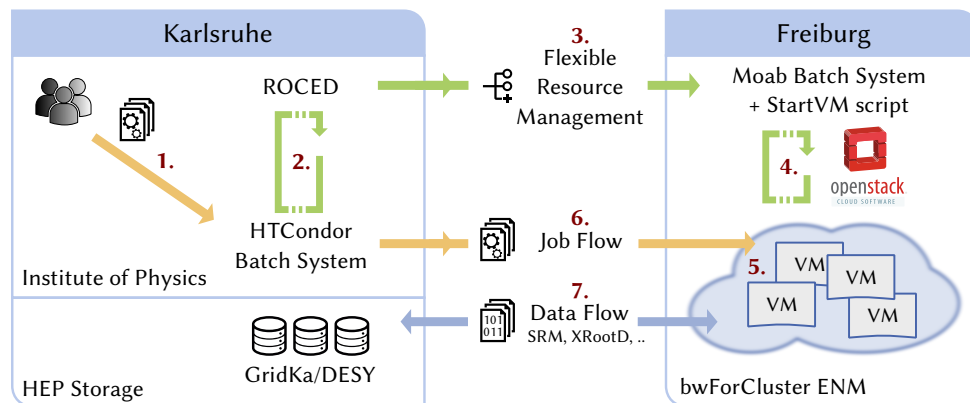 Karlsruhe
ROCED
1.
2.
HTCondor
Batch System
Institute of Physics
GridKa/DESY
HEP Storage
3.
Flexible
Resource
Management
6.
Job Flow
7.
101
011
Data Flow
SRM, XRootD, ..
Freiburg
Moab Batch System
+ StartVM script
4.
openstack
CLOUD SOFTWARE
5.
VM
VM
VM
VM
bwForCluster ENM